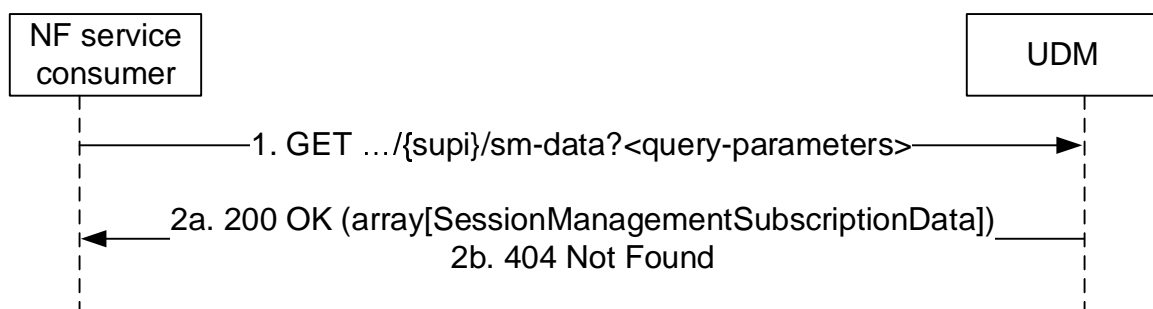 NF service
consumer
UDM
1. GET …/{supi}/sm-data?<query-parameters>
2a. 200 OK (array[SessionManagementSubscriptionData])
2b. 404 Not Found